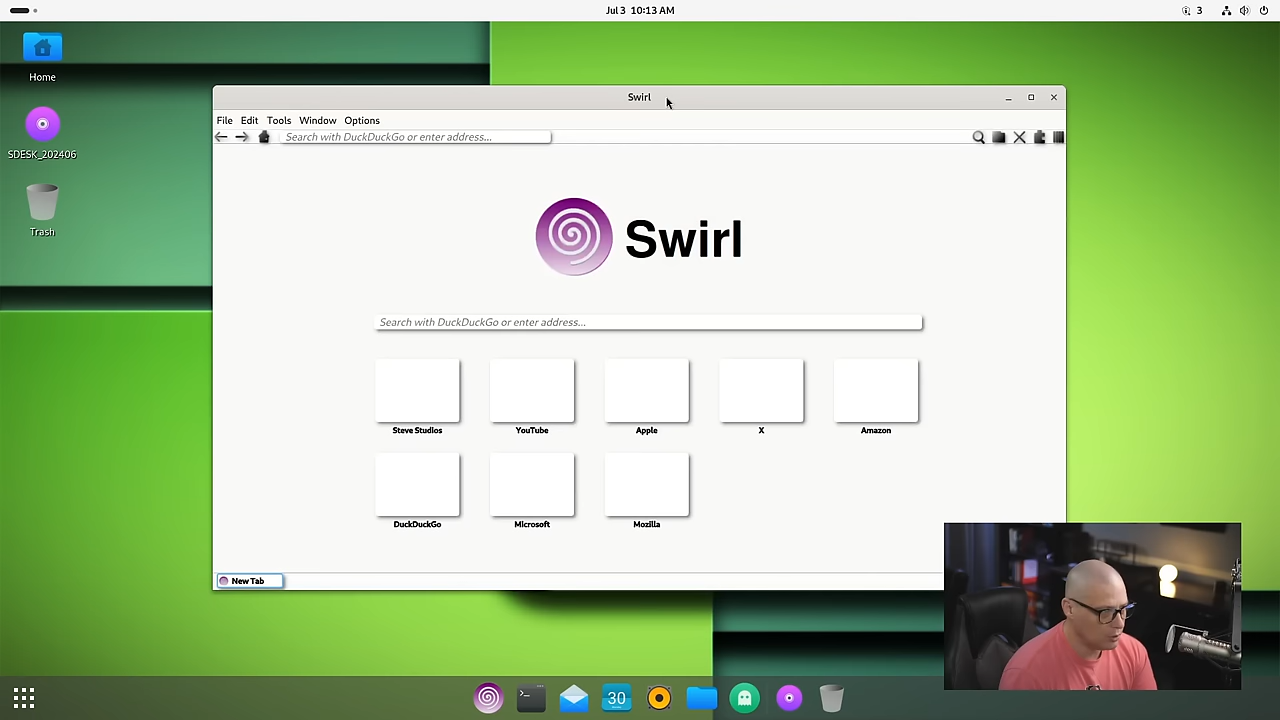 Jul 3 10:13 AM
3
Home
SDESK_202406
Trash
Swirl
File Edit Tools Window Options
Search with DuckDuckGo or enter address...
Swirl
Search with DuckDuckGo or enter address...
Steve Studios YouTube Apple X Amazon
DuckDuckGo Microsoft Mozilla
New Tab
30